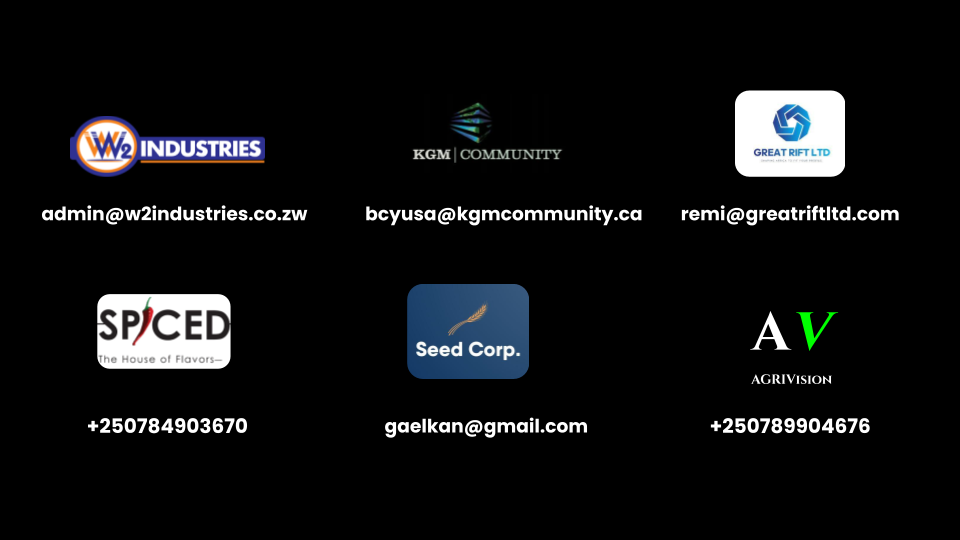 W2 INDUSTRIES
KGM | COMMUNITY
GREAT RIFT LTD
admin@w2industries.co.zw
bcyusa@kgmcommunity.ca
remi@greatriftltd.com
SPICED
The House of Flavors—
Seed Corp.
AV
AGRIVISION
+250784903670
gaelkan@gmail.com
+250789904676